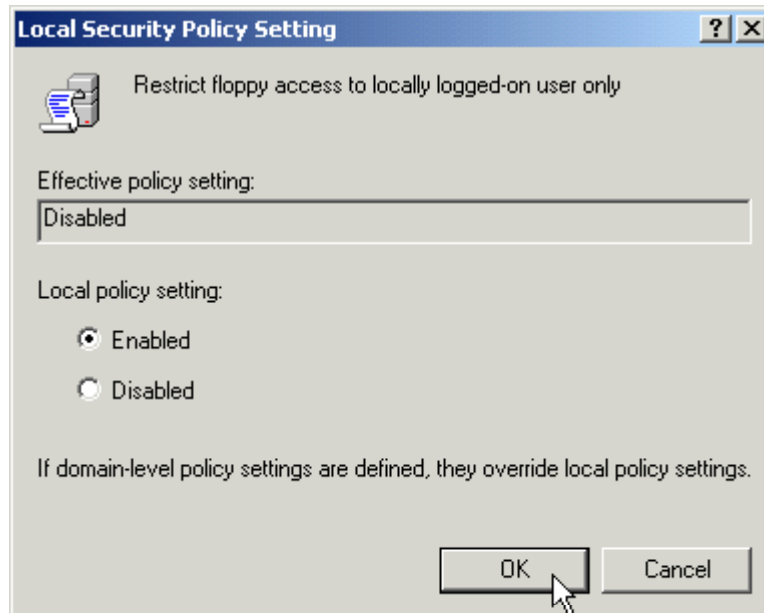 Local Security Policy Setting
Restrict floppy access to locally logged-on user only
Effective policy setting:
Disabled
Local policy setting:
Enabled
Disabled
If domain-level policy settings are defined, they override local policy settings.
OK Cancel